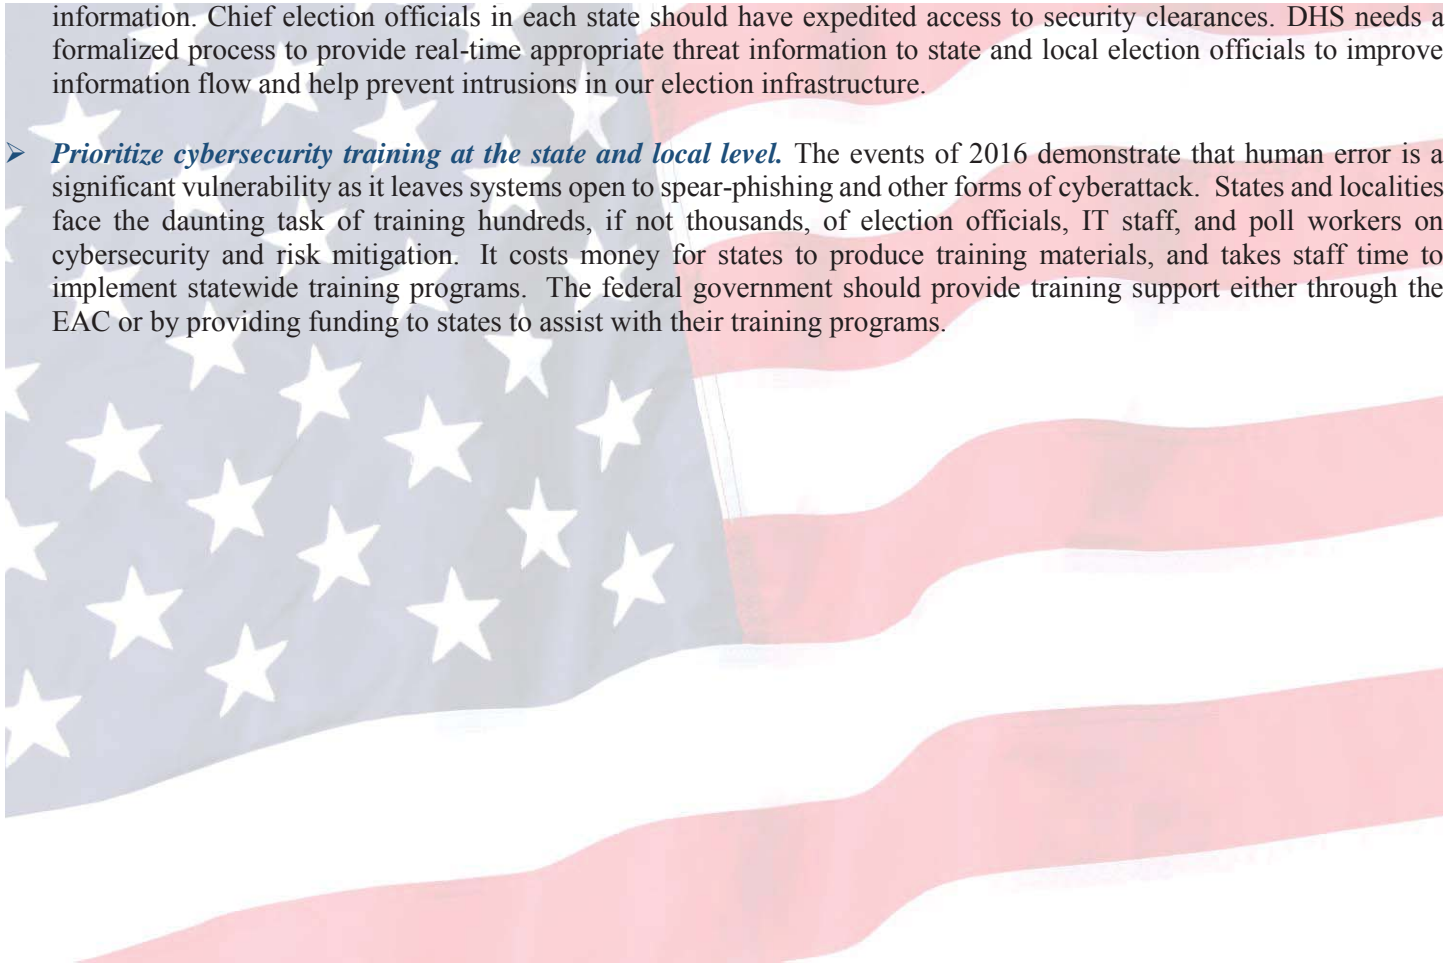 information. Chief election officials in each state should have expedited access to security clearances. DHS needs a
formalized process to provide real-time appropriate threat information to state and local election officials to improve
information flow and help prevent intrusions in our election infrastructure.
➢ Prioritize cybersecurity training at the state and local level. The events of 2016 demonstrate that human error is a
significant vulnerability as it leaves systems open to spear-phishing and other forms of cyberattack. States and localities
face the daunting task of training hundreds, if not thousands, of election officials, IT staff, and poll workers on
cybersecurity and risk mitigation. It costs money for states to produce training materials, and takes staff time to
implement statewide training programs. The federal government should provide training support either through the
EAC or by providing funding to states to assist with their training programs.